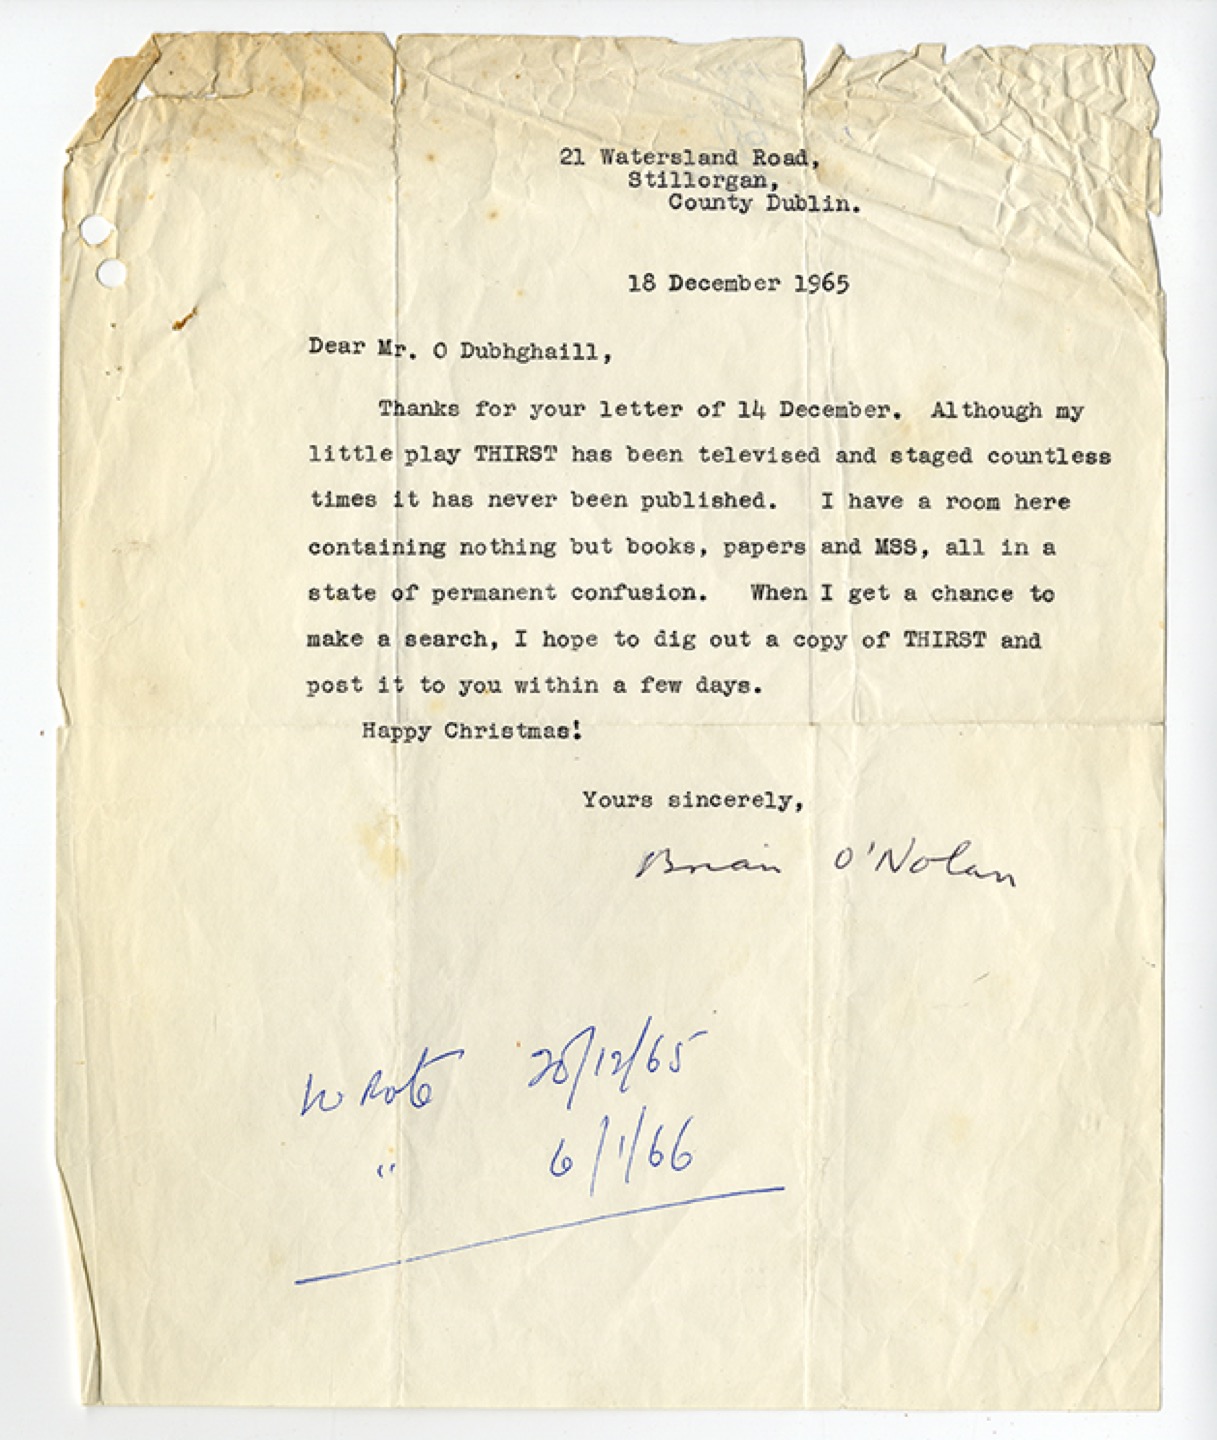 21 Watersland Road,
Stillorgan,
County Dublin.
18 December 1965
Dear Mr. O Dubhghaill,
Thanks for your letter of 14 December. Although my
little play THIRST has been televised and staged countless
times it has never been published. I have a room here
containing nothing but books, papers and MSS, all in a
state of permanent confusion. When I get a chance to
make a search, I hope to dig out a copy of THIRST and
post it to you within a few days.
Happy Christmas!
Yours sincerely,
Brian O'Nolan
Wrote 28/12/65
" 6/1/66